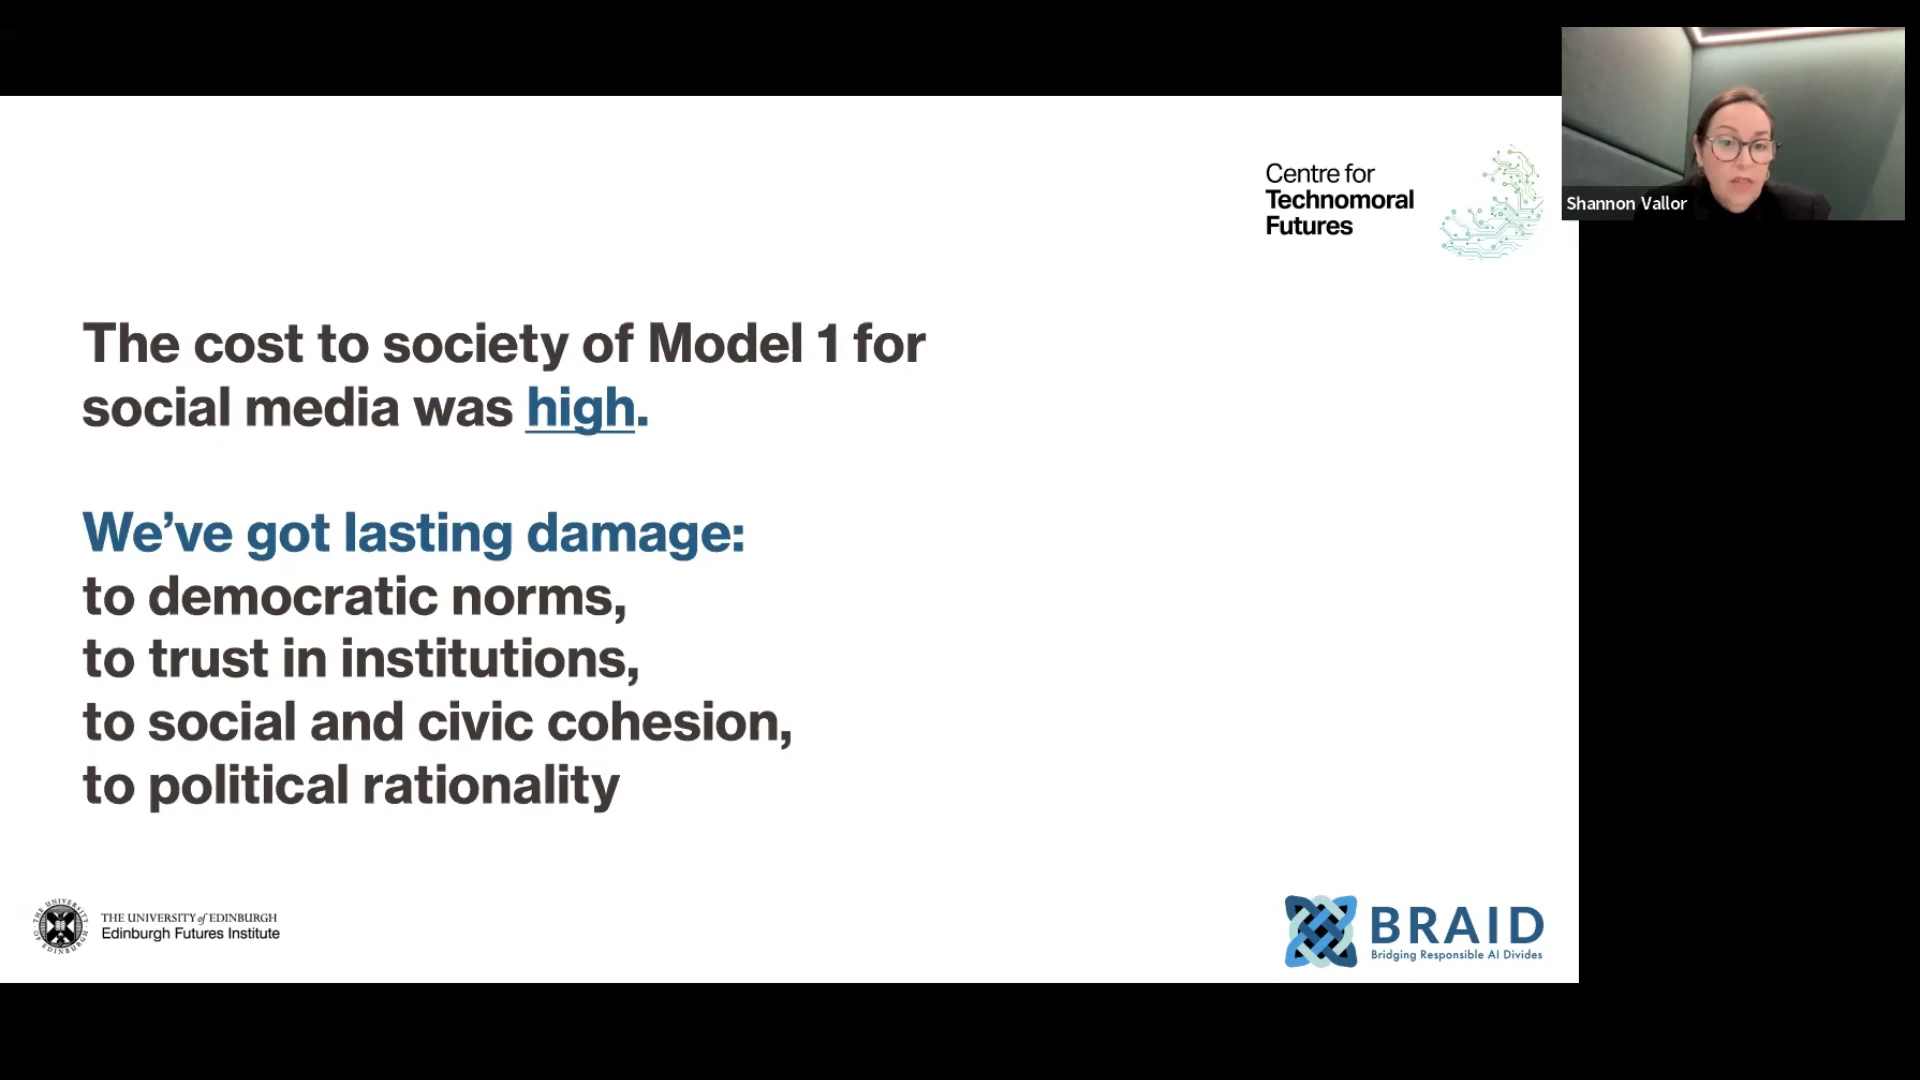 Centre for
Technomoral
Futures
Shannon Vallor
The cost to society of Model 1 for
social media was high.
We’ve got lasting damage:
to democratic norms,
to trust in institutions,
to social and civic cohesion,
to political rationality
THE UNIVERSITY of EDINBURGH
Edinburgh Futures Institute
BRAID
Bridging Responsible AI Divides